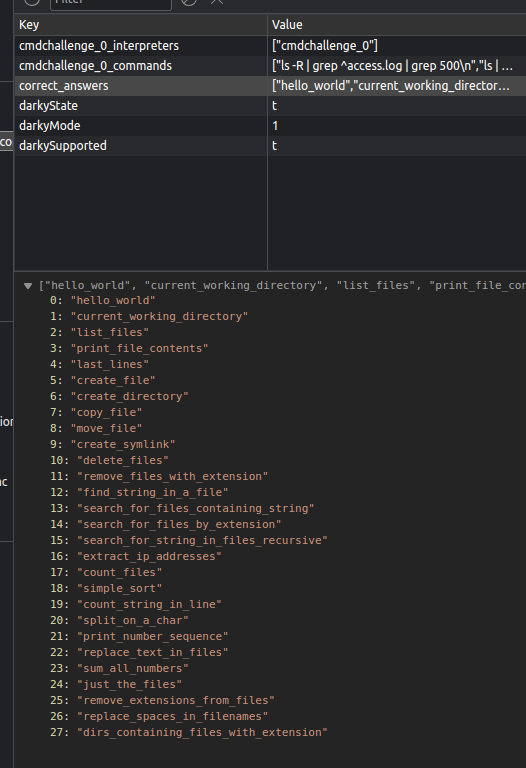 Filter
Key Value
cmdchallenge_0_interpreters ["cmdchallenge_0"]
cmdchallenge_0_commands ["ls -R | grep ^access.log | grep 500\n","ls | ...
correct_answers ["hello_world","current_working_director...
darkyState t
darkyMode 1
darkySupported t
["hello_world", "current_working_directory", "list_files", "print_file_con
0: "hello_world"
1: "current_working_directory"
2: "list_files"
3: "print_file_contents"
4: "last_lines"
5: "create_file"
6: "create_directory"
7: "copy_file"
8: "move_file"
9: "create_symlink"
10: "delete_files"
11: "remove_files_with_extension"
12: "find_string_in_a_file"
13: "search_for_files_containing_string"
14: "search_for_files_by_extension"
15: "search_for_string_in_files_recursive"
16: "extract_ip_addresses"
17: "count_files"
18: "simple_sort"
19: "count_string_in_line"
20: "split_on_a_char"
21: "print_number_sequence"
22: "replace_text_in_files"
23: "sum_all_numbers"
24: "just_the_files"
25: "remove_extensions_from_files"
26: "replace_spaces_in_filenames"
27: "dirs_containing_files_with_extension"